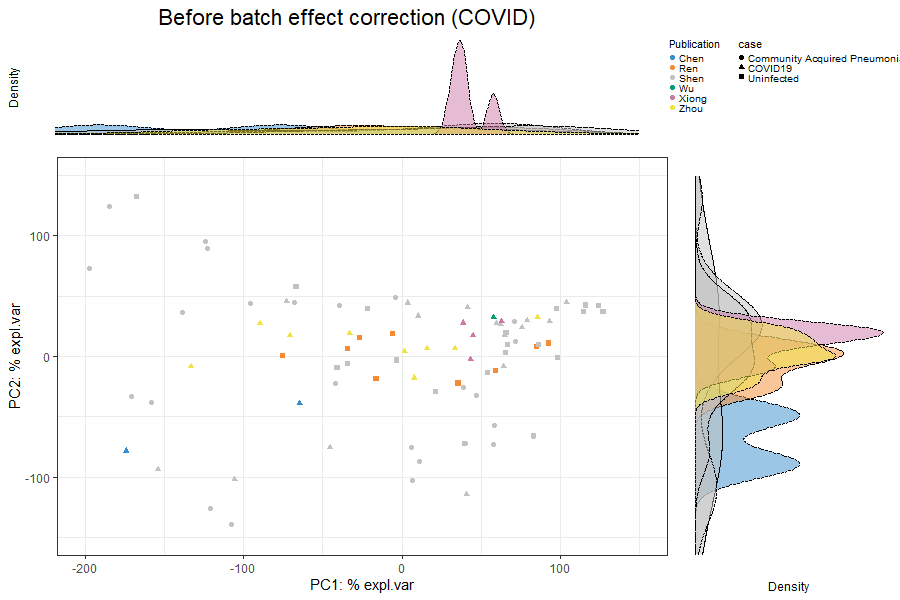 Before batch effect correction (COVID)
Density
Publication
Chen
Ren
Shen
Wu
Xiong
Zhou
case
Community Acquired Pneumoni
COVID19
Uninfected
PC2: % expl.var
100
0
-100
-200
-100
0
100
PC1: % expl.var
Density